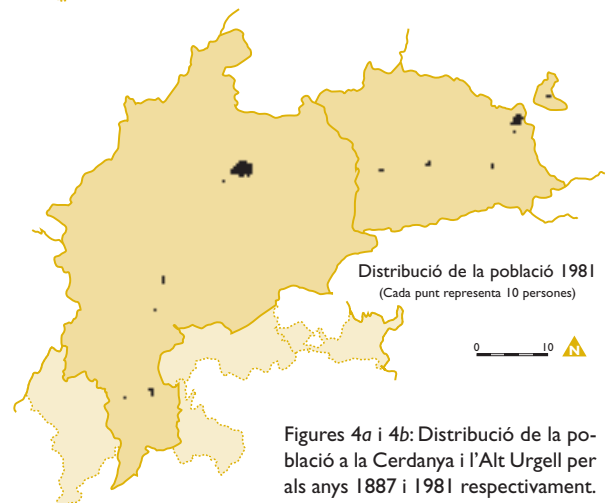 Distribució de la població 1981
(Cada punt representa 10 persones)
0 10 N
Figures 4a i 4b: Distribució de la po-
blació a la Cerdanya i l’Alt Urgell per
als anys 1887 i 1981 respectivament.